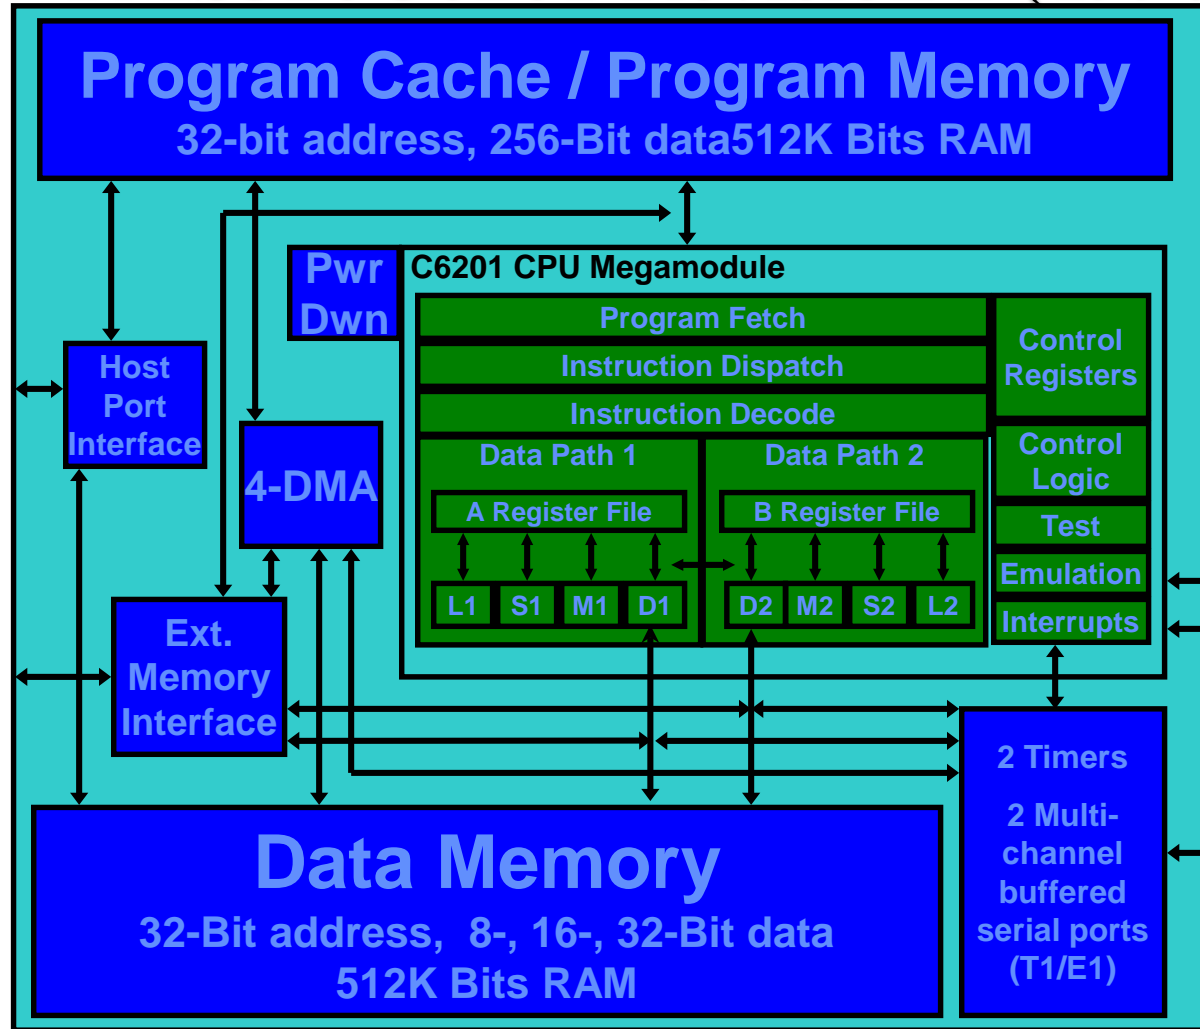 Program Cache / Program Memory
32-bit address, 256-Bit data512K Bits RAM
Pwr
Dwn
C6201 CPU Megamodule
Program Fetch
Instruction Dispatch
Instruction Decode
Control
Registers
Host
Port
Interface
4-DMA
Data Path 1
Data Path 2
Control
Logic
A Register File
B Register File
Test
Emulation
Interrupts
L1
S1
M1
D1
D2
M2
S2
L2
Ext.
Memory
Interface
2 Timers
2 Multi-
channel
buffered
serial ports
(T1/E1)
Data Memory
32-Bit address, 8-, 16-, 32-Bit data
512K Bits RAM